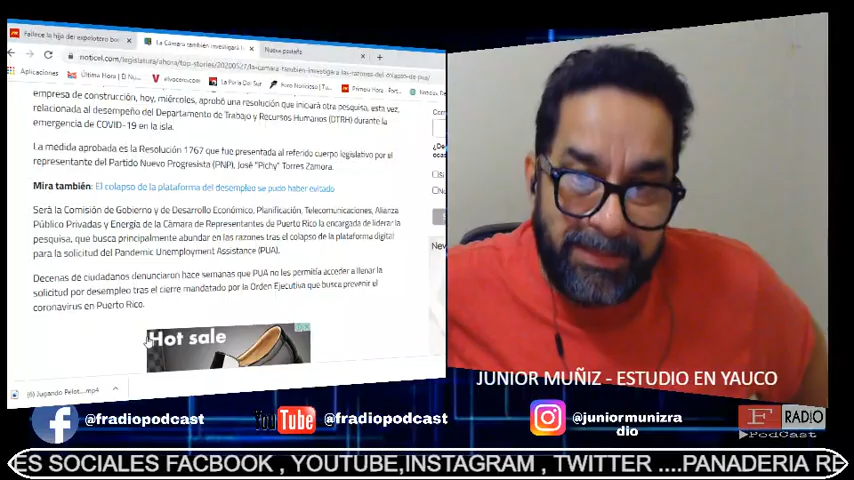 Fallece la hija del expelotero bo
La Cámara también investigará l
Nueva pestaña
noticel.com/legislatura/ahora/top-stories/20200527/la-camara-tambien-investigara-las-razones-del-colapso-de-pua/
Aplicaciones
Última Hora | El Nu...
elvocero.com
La Perla Del Sur
Foro Noticioso | Tu...
Primera Hora
empresa de construcción, hoy, miércoles, aprobó una resolución que iniciará otra pesquisa, esta vez,
relacionada al desempeño del Departamento de Trabajo y Recursos Humanos (DTRH) durante la
emergencia de COVID-19 en la isla.
La medida aprobada es la Resolución 1767 que fue presentada al referido cuerpo legislativo por el
representante del Partido Nuevo Progresista (PNP), José "Pichy" Torres Zamora.
Mira también: El colapso de la plataforma del desempleo se pudo haber evitado
Será la Comisión de Gobierno y de Desarrollo Económico, Planificación, Telecomunicaciones, Alianza
Público Privadas y Energía de la Cámara de Representantes de Puerto Rico la encargada de liderar la
pesquisa, que busca principalmente abundar en las razones tras el colapso de la plataforma digital
para la solicitud del Pandemic Unemployment Assistance (PUA).
Decenas de ciudadanos denunciaron hace semanas que PUA no les permitía acceder a llenar la
solicitud por desempleo tras el cierre mandatado por la Orden Ejecutiva que busca prevenir el
coronavirus en Puerto Rico.
Hot sale
(6) Jugando Pelot....mp4
JUNIOR MUÑIZ - ESTUDIO EN YAUCO
@fradiopodcast
YouTube @fradiopodcast
@juniormunizra
dio
F RADIO
PodCast
ES SOCIALES FACBOOK , YOUTUBE,INSTAGRAM , TWITTER ....PANADERIA RE